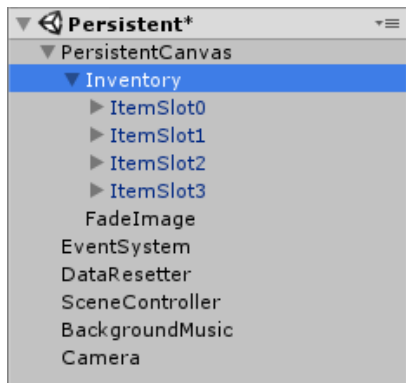 Persistent*
PersistentCanvas
Inventory
ItemSlot0
ItemSlot1
ItemSlot2
ItemSlot3
FadeImage
EventSystem
DataResetter
SceneController
BackgroundMusic
Camera